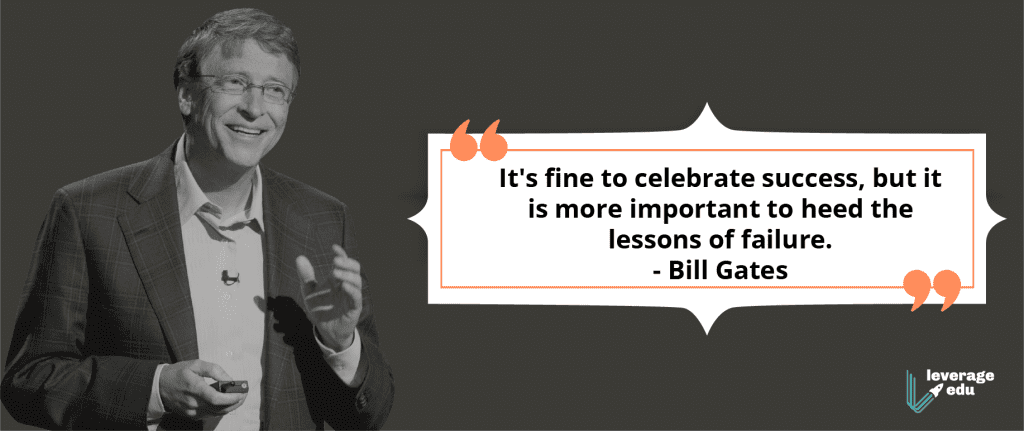 It's fine to celebrate success, but it
is more important to heed the
lessons of failure.
- Bill Gates
leverage
edu